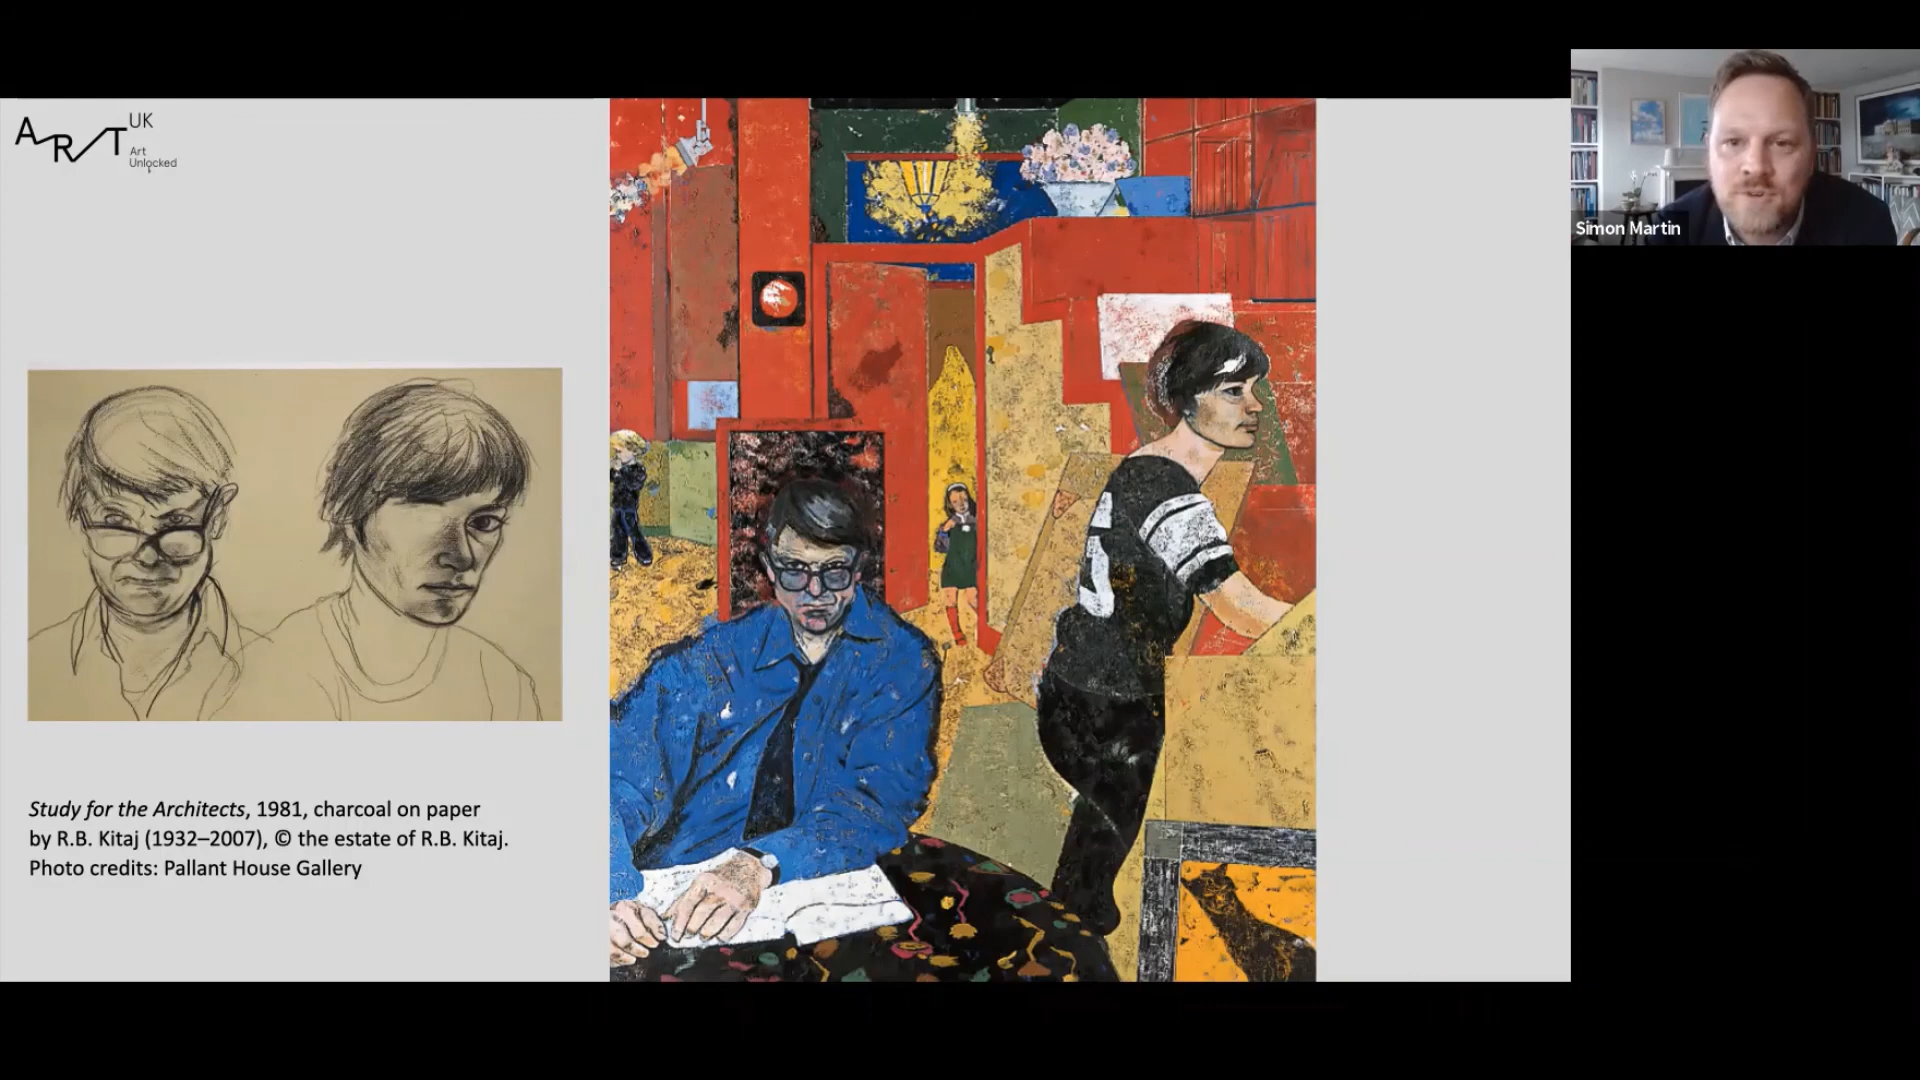 ART UK
Art
Unlocked
Simon Martin
Study for the Architects, 1981, charcoal on paper
by R.B. Kitaj (1932–2007), © the estate of R.B. Kitaj.
Photo credits: Pallant House Gallery